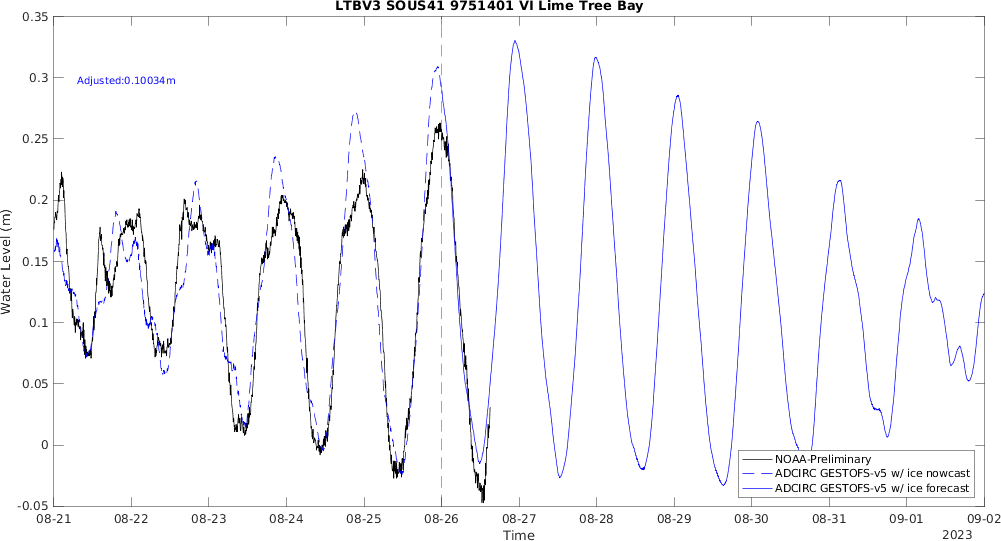 LTBV3 SOUS41 9751401 VI Lime Tree Bay
0.35
0.3
0.25
0.2
0.15
0.1
0.05
0
-0.05
Water Level (m)
Adjusted:0.10034m
NOAA-Preliminary
ADCIRC GESTOFS-v5 w/ ice nowcast
ADCIRC GESTOFS-v5 w/ ice forecast
08-21 08-22 08-23 08-24 08-25 08-26 08-27 08-28 08-29 08-30 08-31 09-01 09-02
Time
2023